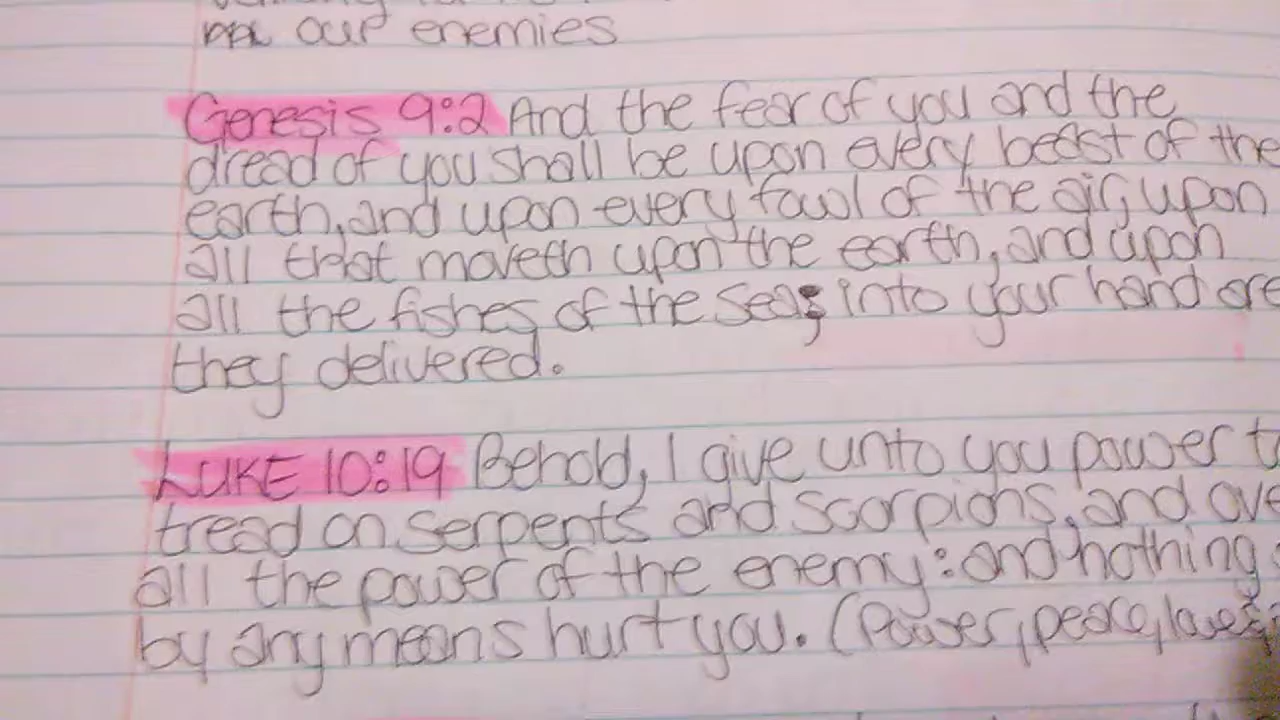 our enemies
Genesis 9:2 And the fear of you and the
dread of you shall be upon every beast of the
earth, and upon every fowl of the air, upon
all that moveth upon the earth, and upon
all the fishes of the sea; into your hand are
they delivered.
LUKE 10:19 Behold, I give unto you power to
tread on serpents and scorpions, and ove
all the power of the enemy: and nothing
by any means hurt you. (Power, peace, love